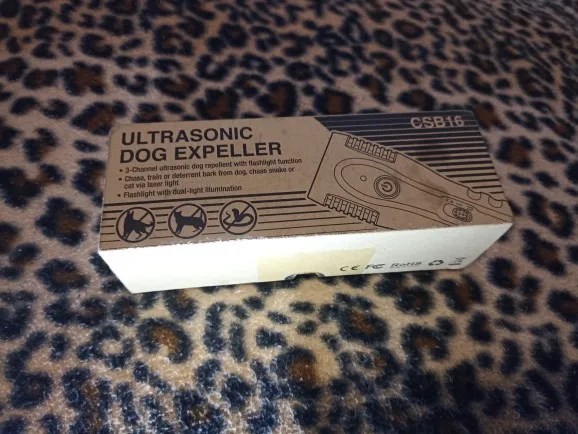 CSB16
ULTRASONIC
DOG EXPELLER
• 3-Channel ultrasonic dog repellent with flashlight function
• Chase, train or deterrent bark from dog, chase snake or
cat via laser light
• Flashlight with dual-light illumination
CE FC RoHS